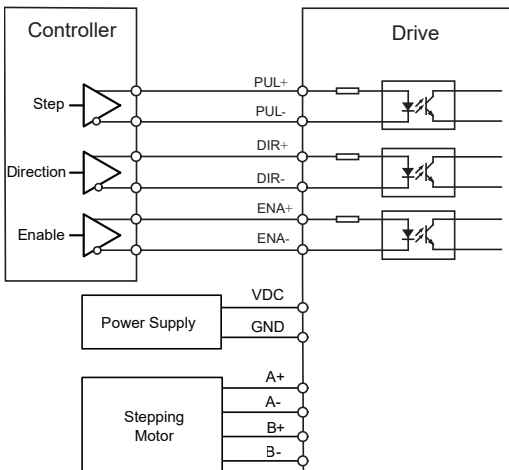 Controller
Drive
Step
PUL+
PUL-
Direction
DIR+
DIR-
Enable
ENA+
ENA-
Power Supply
VDC
GND
Stepping
Motor
A+
A-
B+
B-